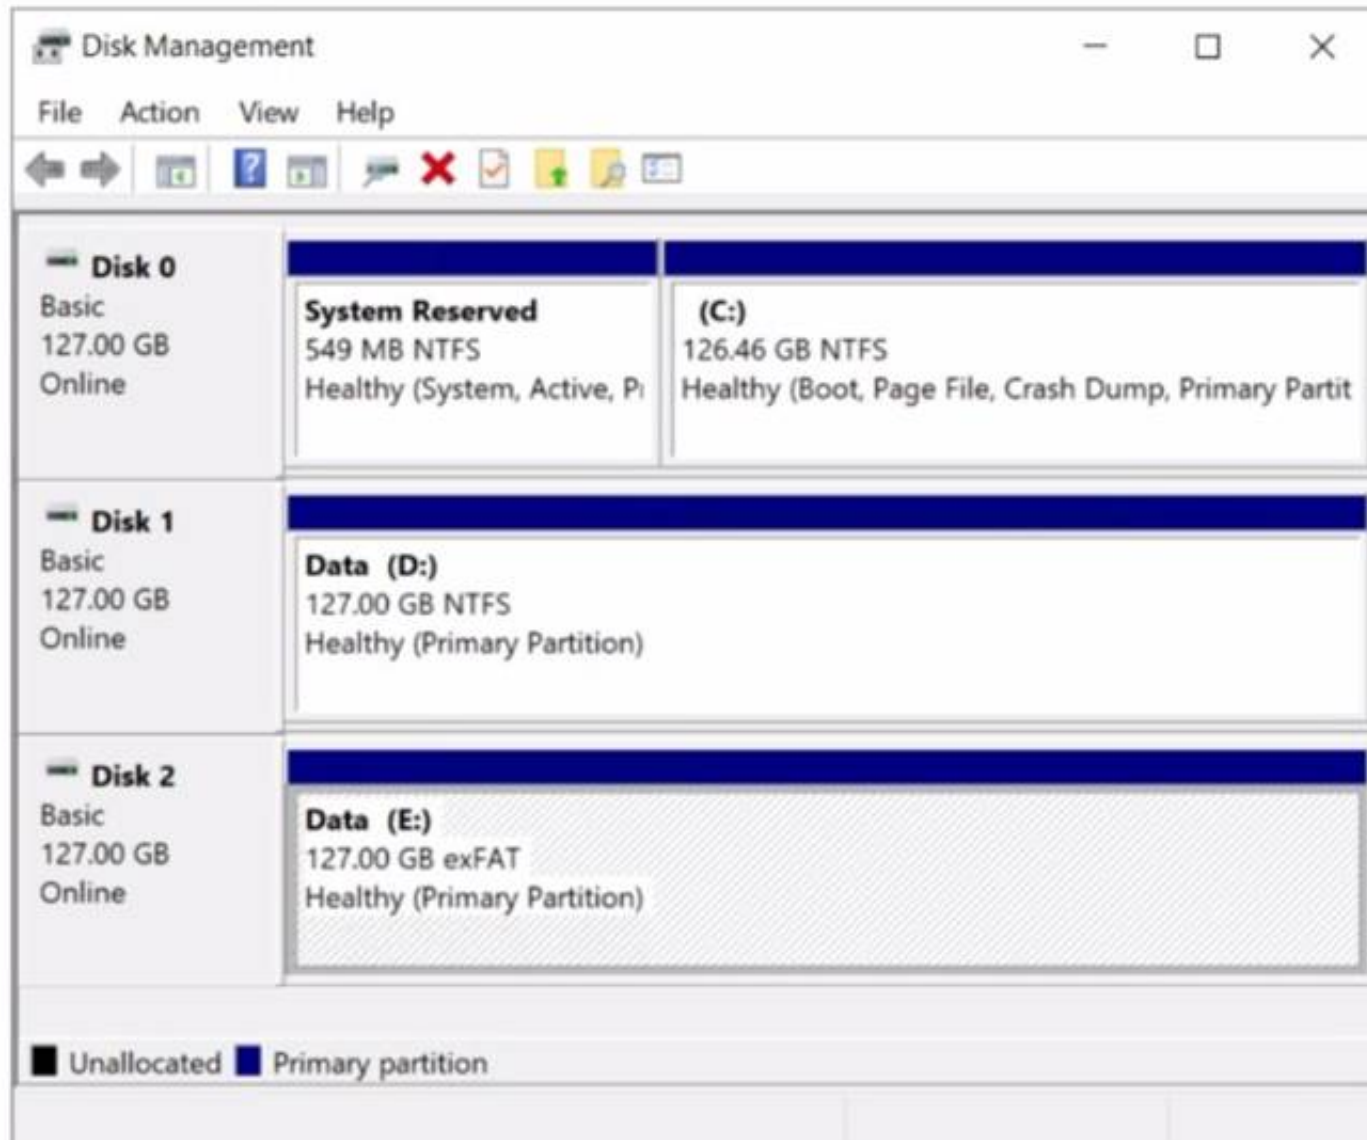 Disk Management
File Action View Help
Disk 0
Basic
127.00 GB
Online
System Reserved
549 MB NTFS
Healthy (System, Active, Pr
(C:)
126.46 GB NTFS
Healthy (Boot, Page File, Crash Dump, Primary Partit
Disk 1
Basic
127.00 GB
Online
Data (D:)
127.00 GB NTFS
Healthy (Primary Partition)
Disk 2
Basic
127.00 GB
Online
Data (E:)
127.00 GB exFAT
Healthy (Primary Partition)
Unallocated Primary partition